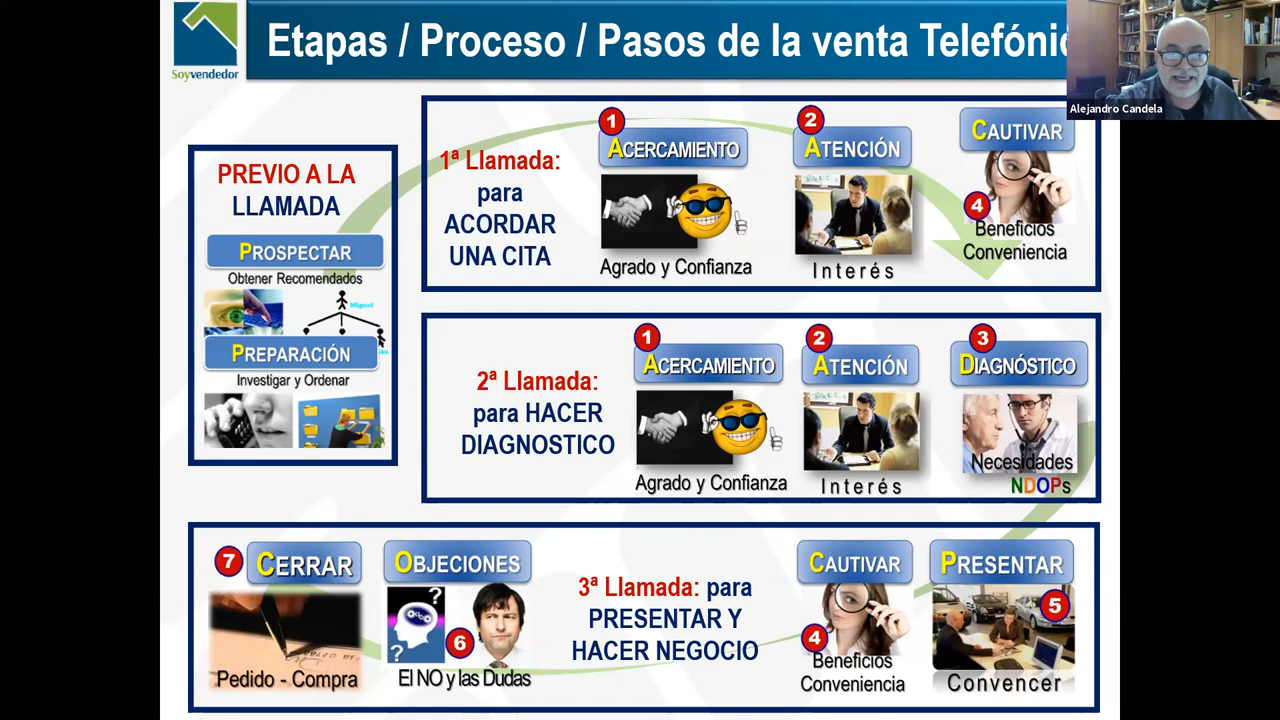 Soyvendedor
Etapas / Proceso / Pasos de la venta Telefónic
Alejandro Candela
PREVIO A LA
LLAMADA
PROSPECTAR
Obtener Recomendados
Miguel
PREPARACIÓN
Investigar y Ordenar
1ª Llamada:
para
ACORDAR
UNA CITA
1
ACERCAMIENTO
Agrado y Confianza
2
ATENCIÓN
Interés
CAUTIVAR
4
Beneficios
Conveniencia
2ª Llamada:
para HACER
DIAGNOSTICO
1
ACERCAMIENTO
Agrado y Confianza
2
ATENCIÓN
Interés
3
DIAGNÓSTICO
Necesidades
NDOPs
7
CERRAR
Pedido - Compra
OBJECIONES
?
?
6
El NO y las Dudas
3ª Llamada: para
PRESENTAR Y
HACER NEGOCIO
CAUTIVAR
4
Beneficios
Conveniencia
PRESENTAR
5
Convencer